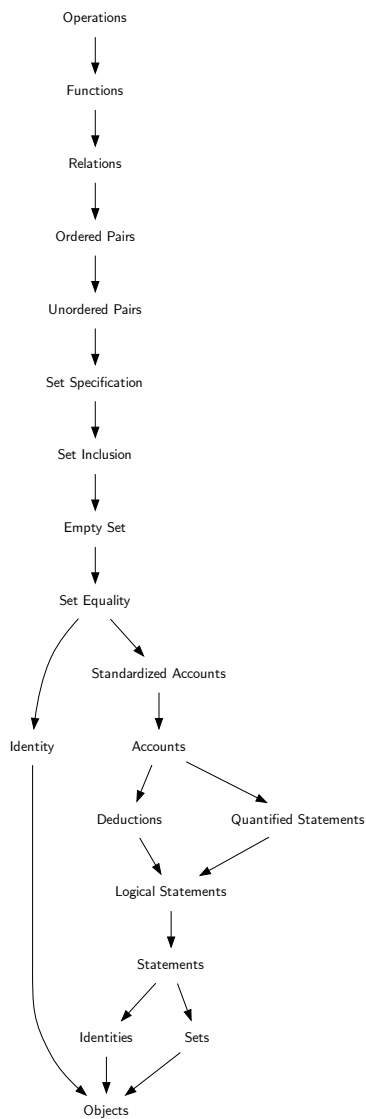 Operations
Functions
Relations
Ordered Pairs
Unordered Pairs
Set Specification
Set Inclusion
Empty Set
Set Equality
Standardized Accounts
Identity
Accounts
Deductions
Quantified Statements
Logical Statements
Statements
Identities
Sets
Objects